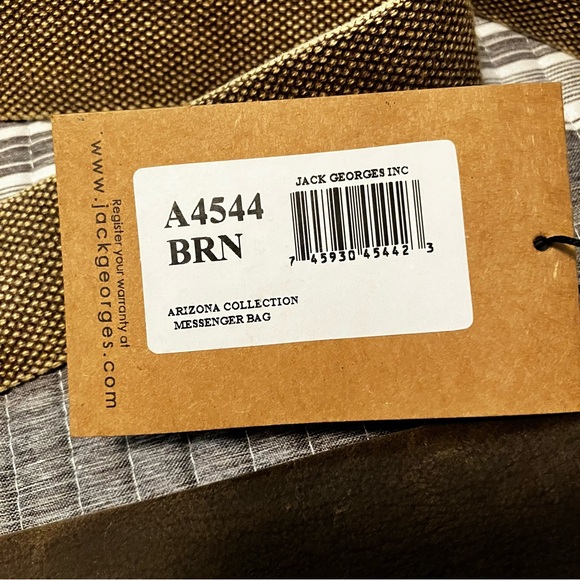 JACK GEORGES INC
A4544
BRN
7 45930 45442 3
ARIZONA COLLECTION
MESSENGER BAG
Register your warranty at
www.jackgeorges.com